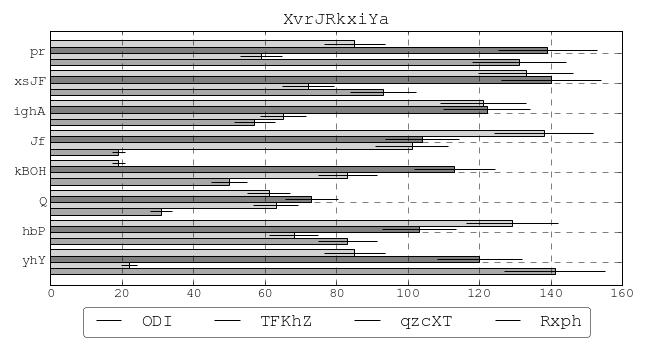 XvrJRkxiYa
pr
xsJF
ighA
Jf
kBOH
Q
hbP
yhY
0 20 40 60 80 100 120 140 160
ODI TFKhZ qzcXT Rxph